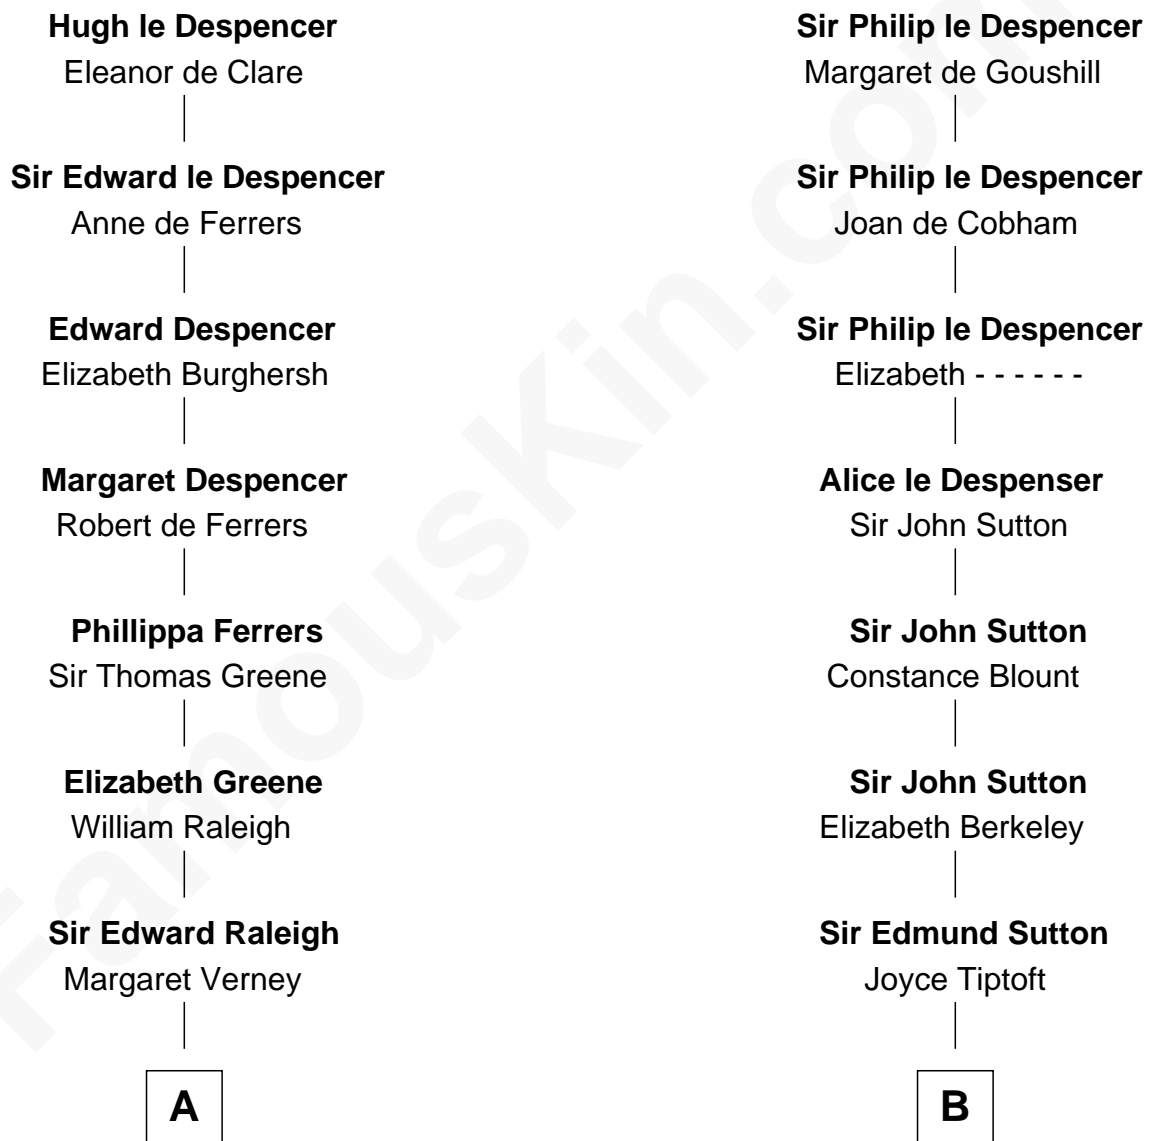 Hugh le Despencer
Eleanor de Clare
Sir Edward le Despencer
Anne de Ferrers
Edward Despencer
Elizabeth Burghersh
Margaret Despencer
Robert de Ferrers
Phillippa Ferrers
Sir Thomas Greene
Elizabeth Greene
William Raleigh
Sir Edward Raleigh
Margaret Verney
A
Sir Philip le Despencer
Margaret de Goushill
Sir Philip le Despencer
Joan de Cobham
Sir Philip le Despencer
Elizabeth - - - - - -
Alice le Despenser
Sir John Sutton
Sir John Sutton
Constance Blount
Sir John Sutton
Elizabeth Berkeley
Sir Edmund Sutton
Joyce Tiptoft
B
FamousKin.com